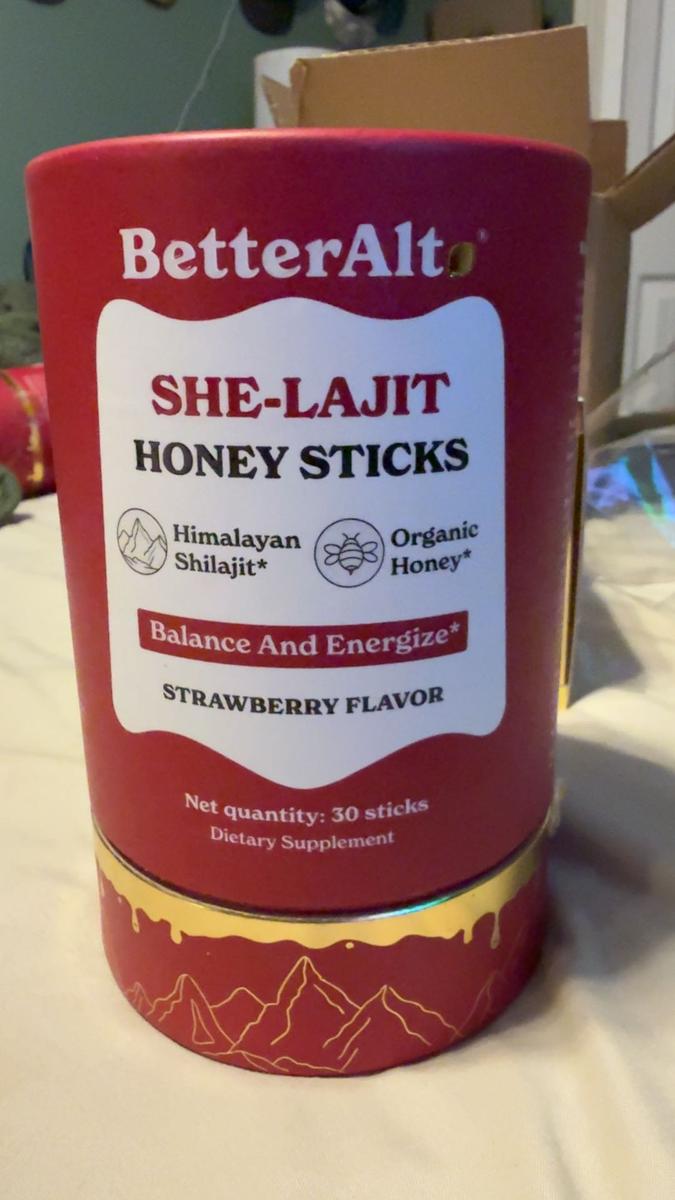 BetterAlt®
SHE-LAJIT
HONEY STICKS
Himalayan
Shilajit*
Organic
Honey*
Balance And Energize*
STRAWBERRY FLAVOR
Net quantity: 30 sticks
Dietary Supplement